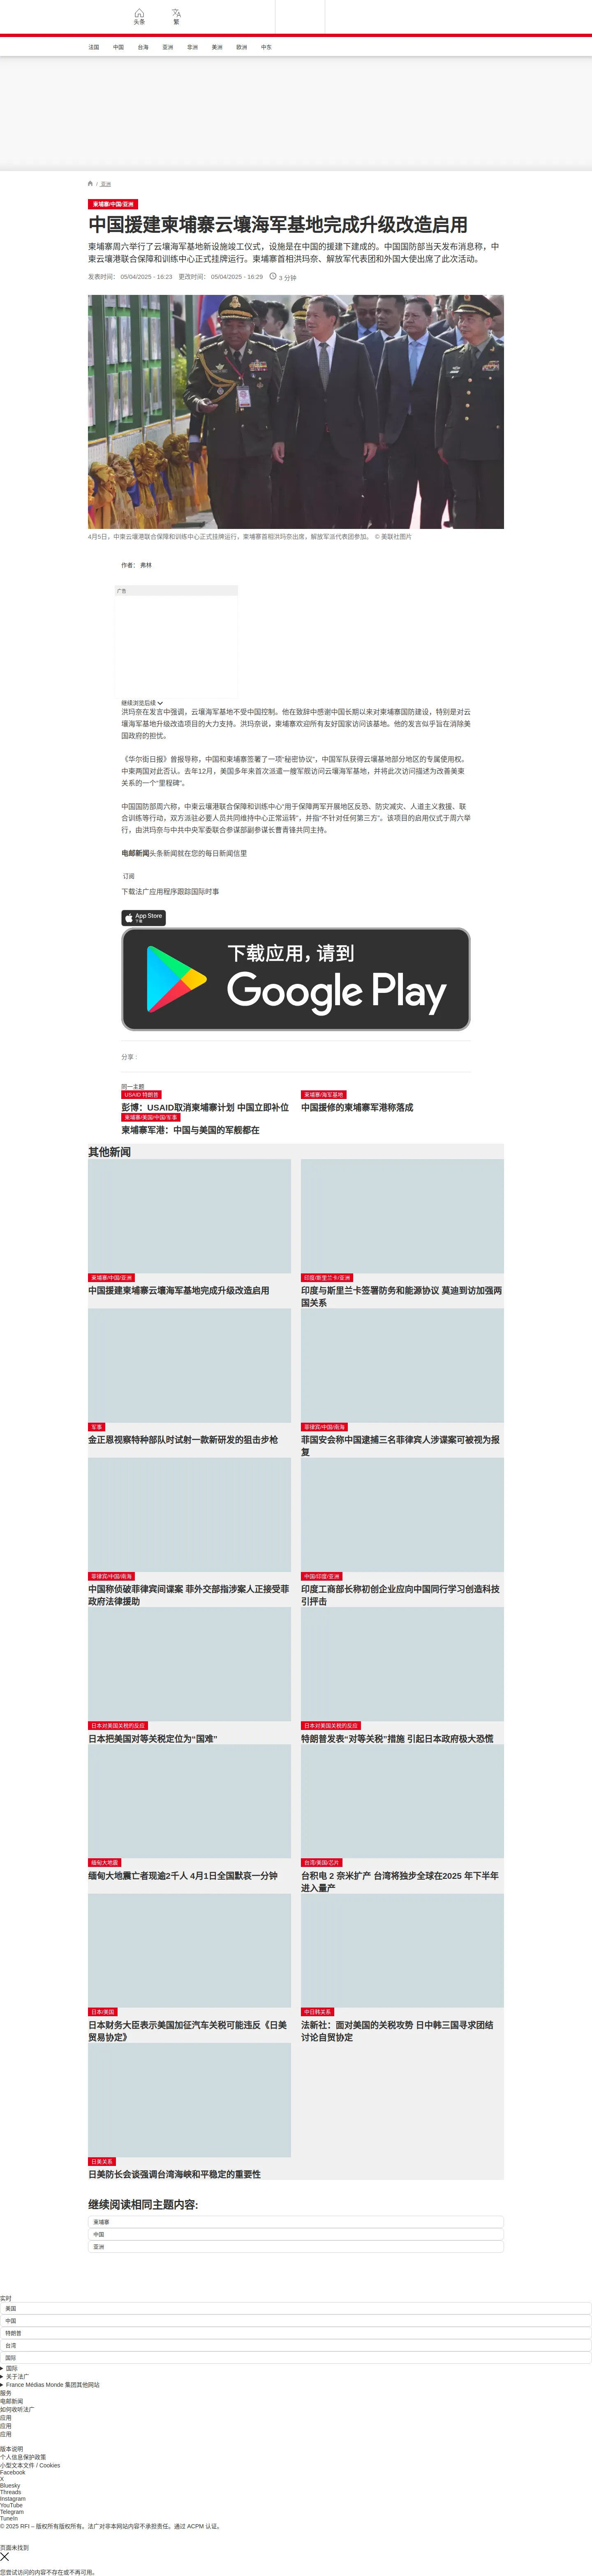 头条
繁
法国
中国
台海
亚洲
非洲
美洲
欧洲
中东
/ 亚洲
柬埔寨/中国/亚洲
中国援建柬埔寨云壤海军基地完成升级改造启用
柬埔寨周六举行了云壤海军基地新设施竣工仪式，设施是在中国的援建下建成的。中国国防部当天发布消息称，中
柬云壤港联合保障和训练中心正式挂牌运行。柬埔寨首相洪玛奈、解放军代表团和外国大使出席了此次活动。
发表时间： 05/04/2025 - 16:23 更改时间： 05/04/2025 - 16:29 3 分钟
4月5日，中柬云壤港联合保障和训练中心正式挂牌运行，柬埔寨首相洪玛奈出席，解放军派代表团参加。 © 美联社图片
作者： 弗林
广告
继续浏览后续
洪玛奈在发言中强调，云壤海军基地不受中国控制。他在致辞中感谢中国长期以来对柬埔寨国防建设，特别是对云
壤海军基地升级改造项目的大力支持。洪玛奈说，柬埔寨欢迎所有友好国家访问该基地。他的发言似乎旨在消除美
国政府的担忧。
《华尔街日报》曾报导称，中国和柬埔寨签署了一项“秘密协议”，中国军队获得云壤基地部分地区的专属使用权。
中柬两国对此否认。去年12月，美国多年来首次派遣一艘军舰访问云壤海军基地，并将此次访问描述为改善美柬
关系的一个“里程碑”。
中国国防部周六称，中柬云壤港联合保障和训练中心“用于保障两军开展地区反恐、防灾减灾、人道主义救援、联
合训练等行动，双方派驻必要人员共同维持中心正常运转”，并指“不针对任何第三方”。该项目的启用仪式于周六举
行，由洪玛奈与中共中央军委联合参谋部副参谋长曹青锋共同主持。
电邮新闻头条新闻就在您的每日新闻信里
订阅
下载法广应用程序跟踪国际时事
App Store
下载
下载应用，请到
Google Play
分享 :
同一主题
USAID 特朗普
彭博：USAID取消柬埔寨计划 中国立即补位
柬埔寨/海军基地
中国援修的柬埔寨军港称落成
柬埔寨/美国/中国/军事
柬埔寨军港：中国与美国的军舰都在
其他新闻
柬埔寨/中国/亚洲
中国援建柬埔寨云壤海军基地完成升级改造启用
印度/斯里兰卡/亚洲
印度与斯里兰卡签署防务和能源协议 莫迪到访加强两
国关系
军事
金正恩视察特种部队时试射一款新研发的狙击步枪
菲律宾/中国/南海
菲国安会称中国逮捕三名菲律宾人涉谍案可被视为报
复
菲律宾/中国/南海
中国称侦破菲律宾间谍案 菲外交部指涉案人正接受菲
政府法律援助
中国/印度/亚洲
印度工商部长称初创企业应向中国同行学习创造科技
引抨击
日本对美国关税的反应
日本把美国对等关税定位为“国难”
日本对美国关税的反应
特朗普发表“对等关税”措施 引起日本政府极大恐慌
缅甸大地震
缅甸大地震亡者现逾2千人 4月1日全国默哀一分钟
台湾/美国/芯片
台积电 2 奈米扩产 台湾将独步全球在2025 年下半年
进入量产
日本/美国
日本财务大臣表示美国加征汽车关税可能违反《日美
贸易协定》
中日韩关系
法新社：面对美国的关税攻势 日中韩三国寻求团结
讨论自贸协定
日美关系
日美防长会谈强调台湾海峡和平稳定的重要性
继续阅读相同主题内容:
柬埔寨
中国
亚洲
实时
美国
中国
特朗普
台湾
国际
国际
关于法广
France Médias Monde 集团其他网站
服务
电邮新闻
如何收听法广
应用
应用
应用
版本说明
个人信息保护政策
小型文本文件 / Cookies
Facebook
X
Bluesky
Threads
Instagram
YouTube
Telegram
TuneIn
© 2025 RFI – 版权所有版权所有。法广对非本网站内容不承担责任。通过 ACPM 认证。
页面未找到
您尝试访问的内容不存在或不再可用。